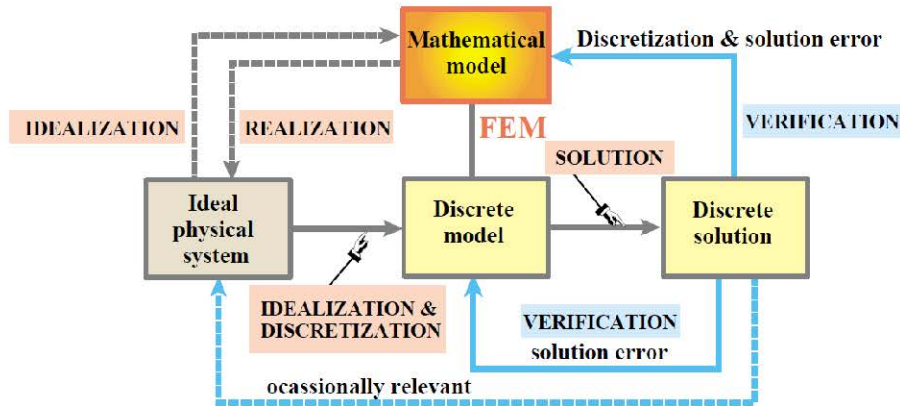 Mathematical
model
Discretization & solution error
IDEALIZATION
REALIZATION
FEM
VERIFICATION
SOLUTION
Ideal
physical
system
Discrete
model
Discrete
solution
IDEALIZATION &
DISCRETIZATION
VERIFICATION
solution error
ocassionally relevant